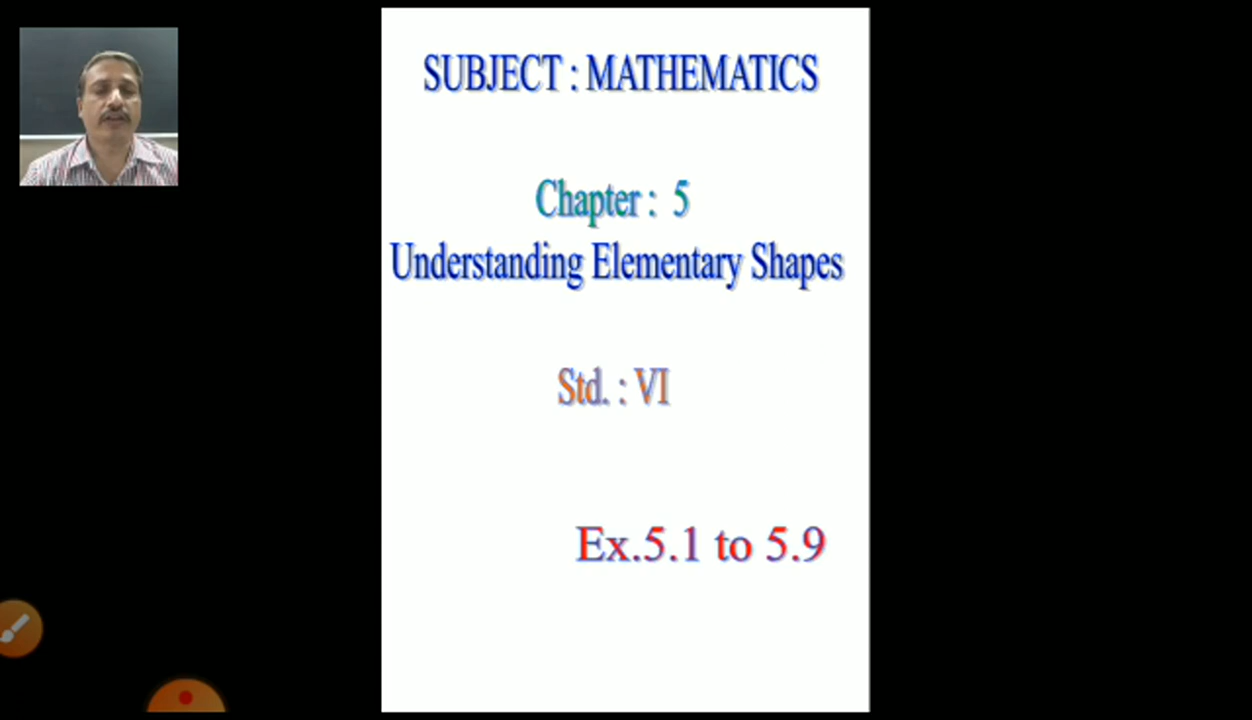 SUBJECT : MATHEMATICS
Chapter : 5
Understanding Elementary Shapes
Std. : VI
Ex.5.1 to 5.9